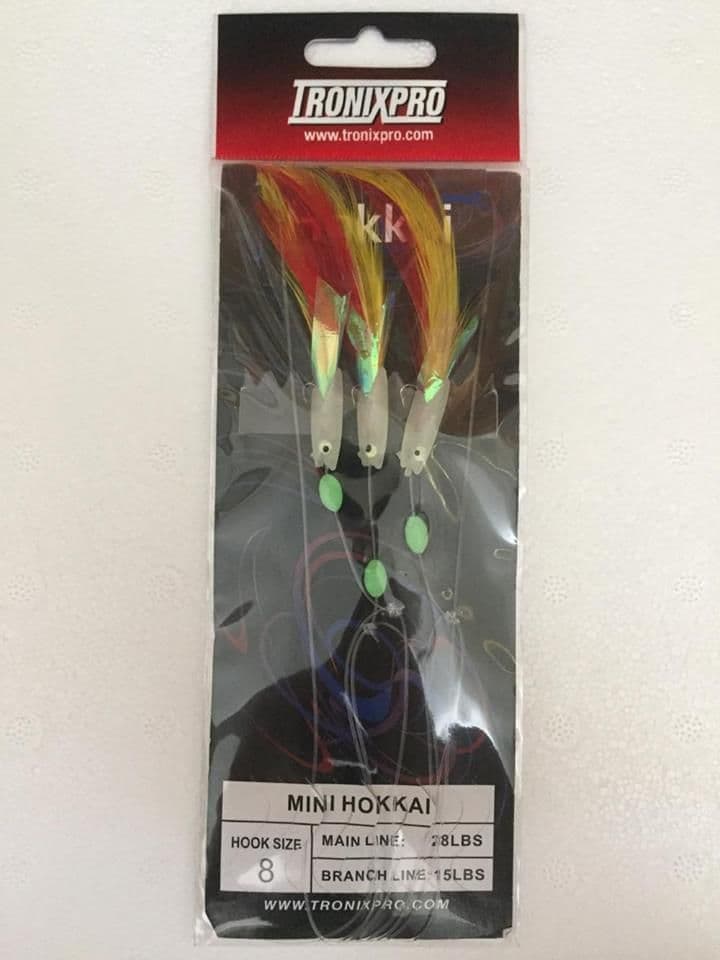 TRONIXPRO
www.tronixpro.com
MINI HOKKAI
HOOK SIZE
8
MAIN LINE: 28LBS
BRANCH LINE:15LBS
WWW.TRONIXPRO.COM